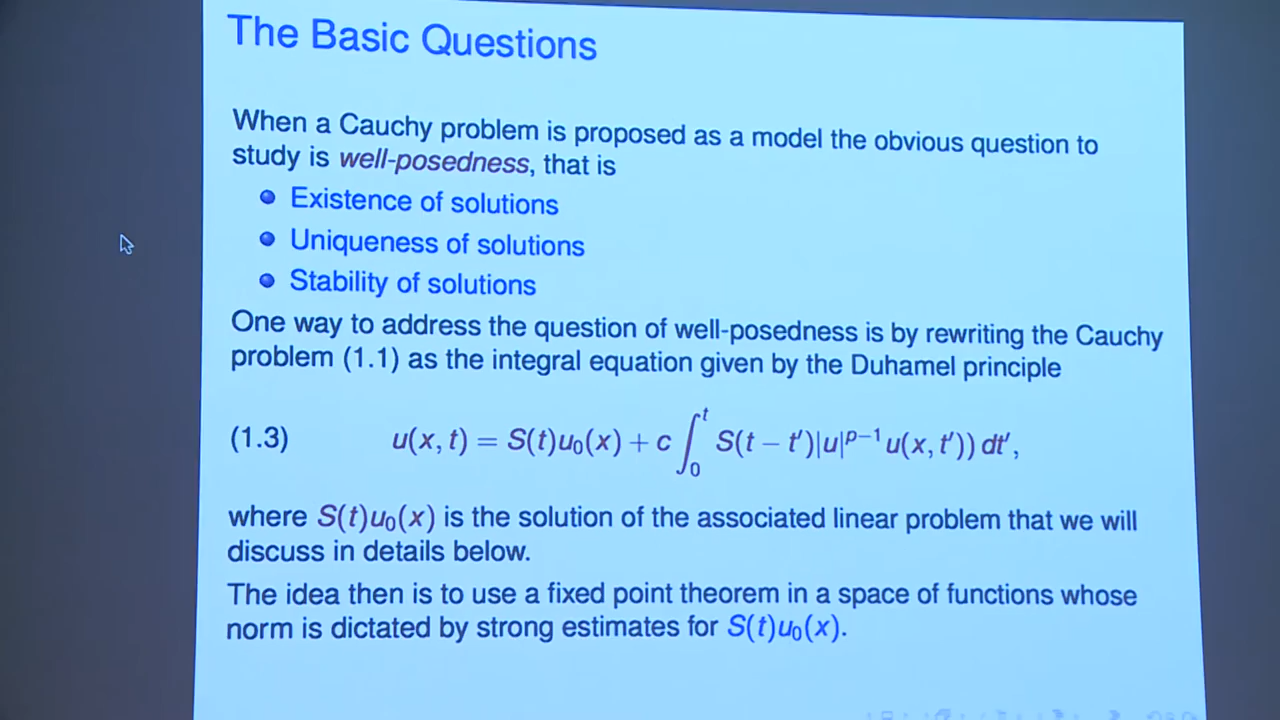 The Basic Questions
When a Cauchy problem is proposed as a model the obvious question to
study is well-posedness, that is
Existence of solutions
Uniqueness of solutions
Stability of solutions
One way to address the question of well-posedness is by rewriting the Cauchy
problem (1.1) as the integral equation given by the Duhamel principle
(1.3) u(x, t) = S(t)u₀(x) + c ∫₀ᵗ S(t − t′)|u|ᵖ⁻¹u(x, t′)) dt′,
where S(t)u₀(x) is the solution of the associated linear problem that we will
discuss in details below.
The idea then is to use a fixed point theorem in a space of functions whose
norm is dictated by strong estimates for S(t)u₀(x).